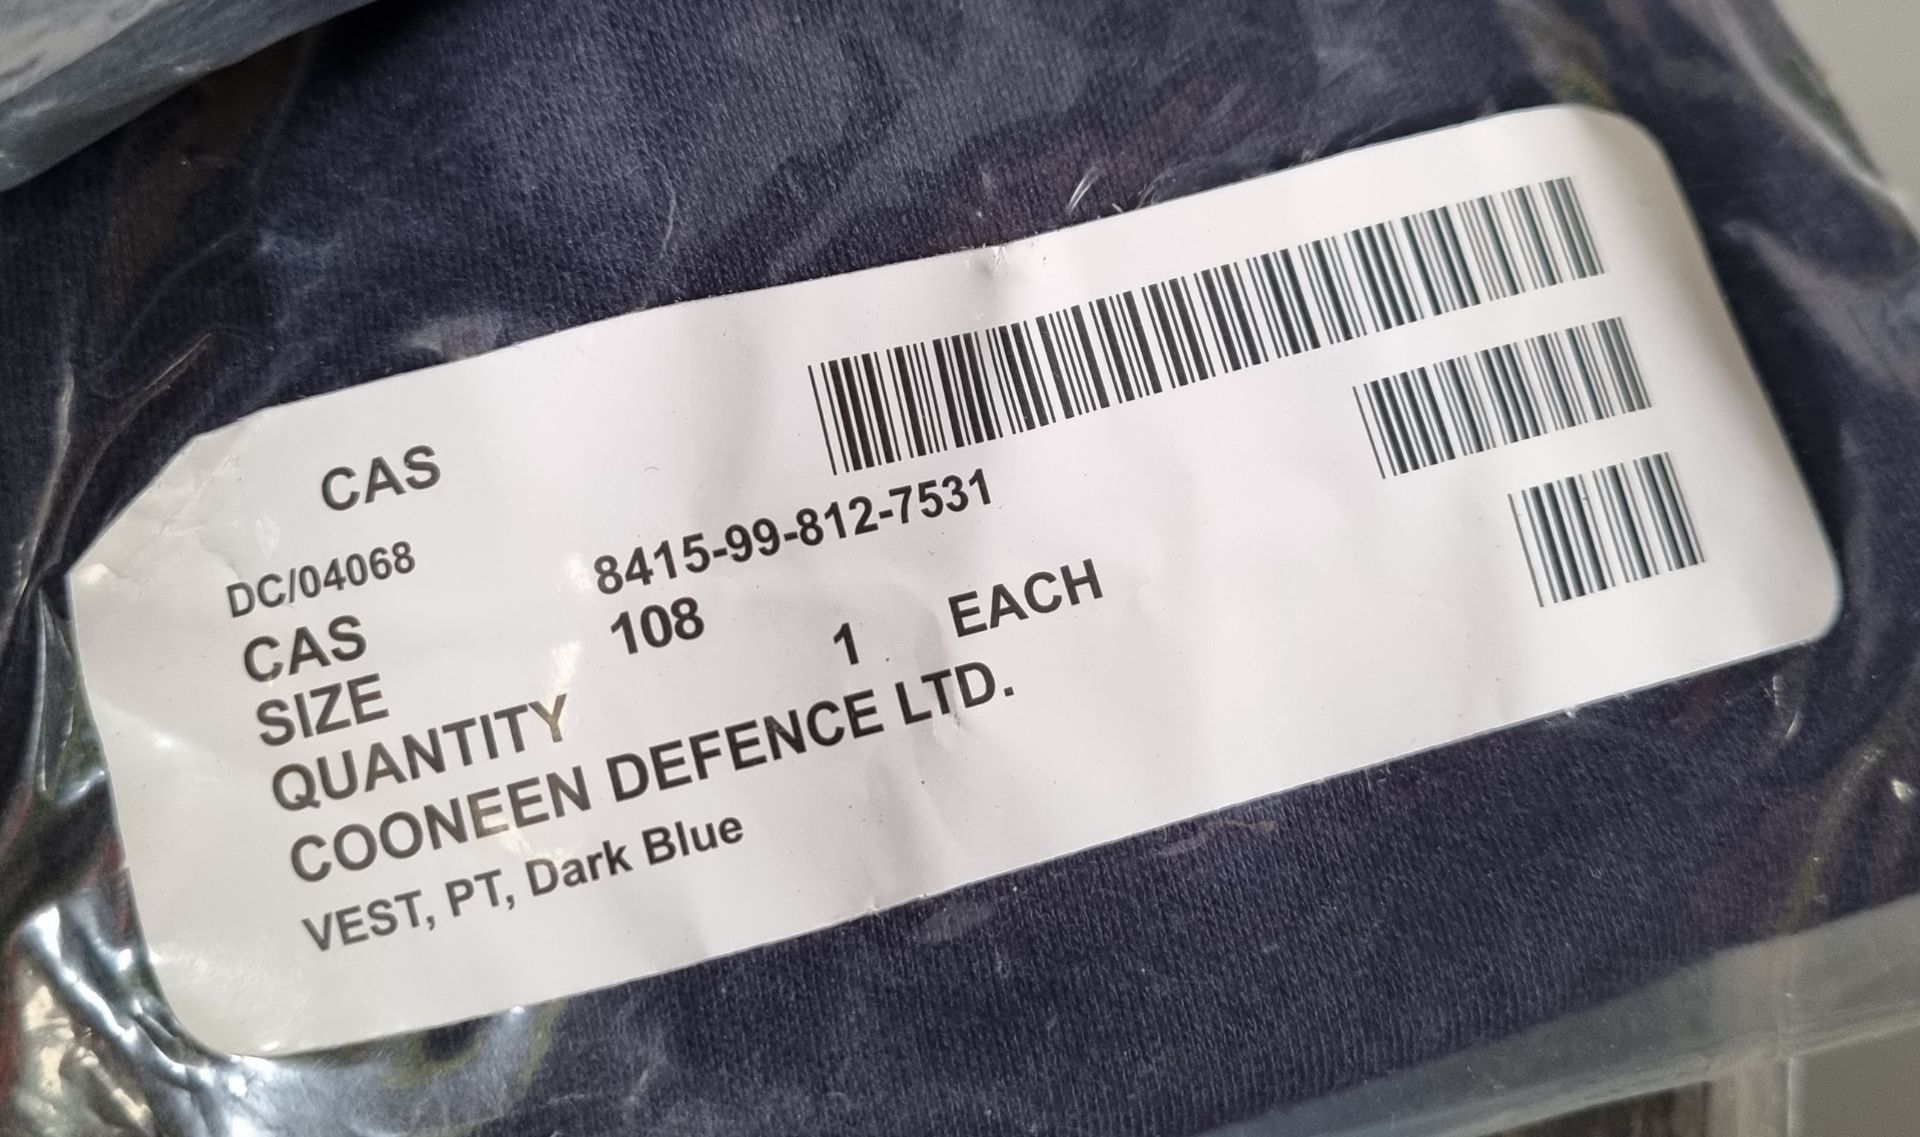 CAS
DC/04068
CAS 8415-99-812-7531
SIZE 108
QUANTITY 1 EACH
COONEEN DEFENCE LTD.
VEST, PT, Dark Blue